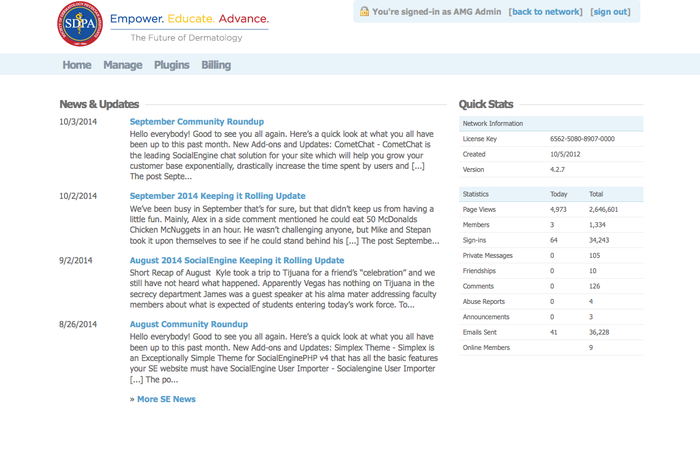 SDPA
Empower. Educate. Advance.
The Future of Dermatology
You're signed-in as AMG Admin [back to network] [sign out]
Home Manage Plugins Billing
News & Updates
10/3/2014 September Community Roundup
Hello everybody! Good to see you all again. Here's a quick look at what you all have
been up to this past month. New Add-ons and Updates: CometChat - CometChat is
the leading SocialEngine chat solution for your site which will help you grow your
customer base exponentially, drastically increase the time spent by users and [...]
The post Septe...
10/2/2014 September 2014 Keeping it Rolling Update
We've been busy in September that's for sure, but that didn't keep us from having a
little fun. Mainly, Alex in a side comment mentioned he could eat 50 McDonalds
Chicken McNuggets in an hour. He wasn't challenging anyone, but Mike and Stepan
took it upon themselves to see if he could stand behind his [...] The post Septembe...
9/2/2014 August 2014 SocialEngine Keeping it Rolling Update
Short Recap of August  Kyle took a trip to Tijuana for a friend's "celebration" and we
still have not heard what happened. Apparently Vegas has nothing on Tijuana in the
secrecy department James was a guest speaker at his alma mater addressing faculty
members about what is expected of students entering today's work force. To...
8/26/2014 August Community Roundup
Hello everybody! Good to see you all again. Here's a quick look at what you all have
been up to this past month. New Add-ons and Updates: Simplex Theme - Simplex is
an Exceptionally Simple Theme for SocialEnginePHP v4 that has all the basic features
your SE website must have SocialEngine User Importer - Socialengine User Importer
[...] The po...
» More SE News
Quick Stats
Network Information
License Key 6562-5080-8907-0000
Created 10/5/2012
Version 4.2.7
Statistics Today Total
Page Views 4,973 2,646,601
Members 3 1,334
Sign-ins 64 34,243
Private Messages 0 105
Friendships 0 10
Comments 0 126
Abuse Reports 0 4
Announcements 0 3
Emails Sent 41 36,228
Online Members 9